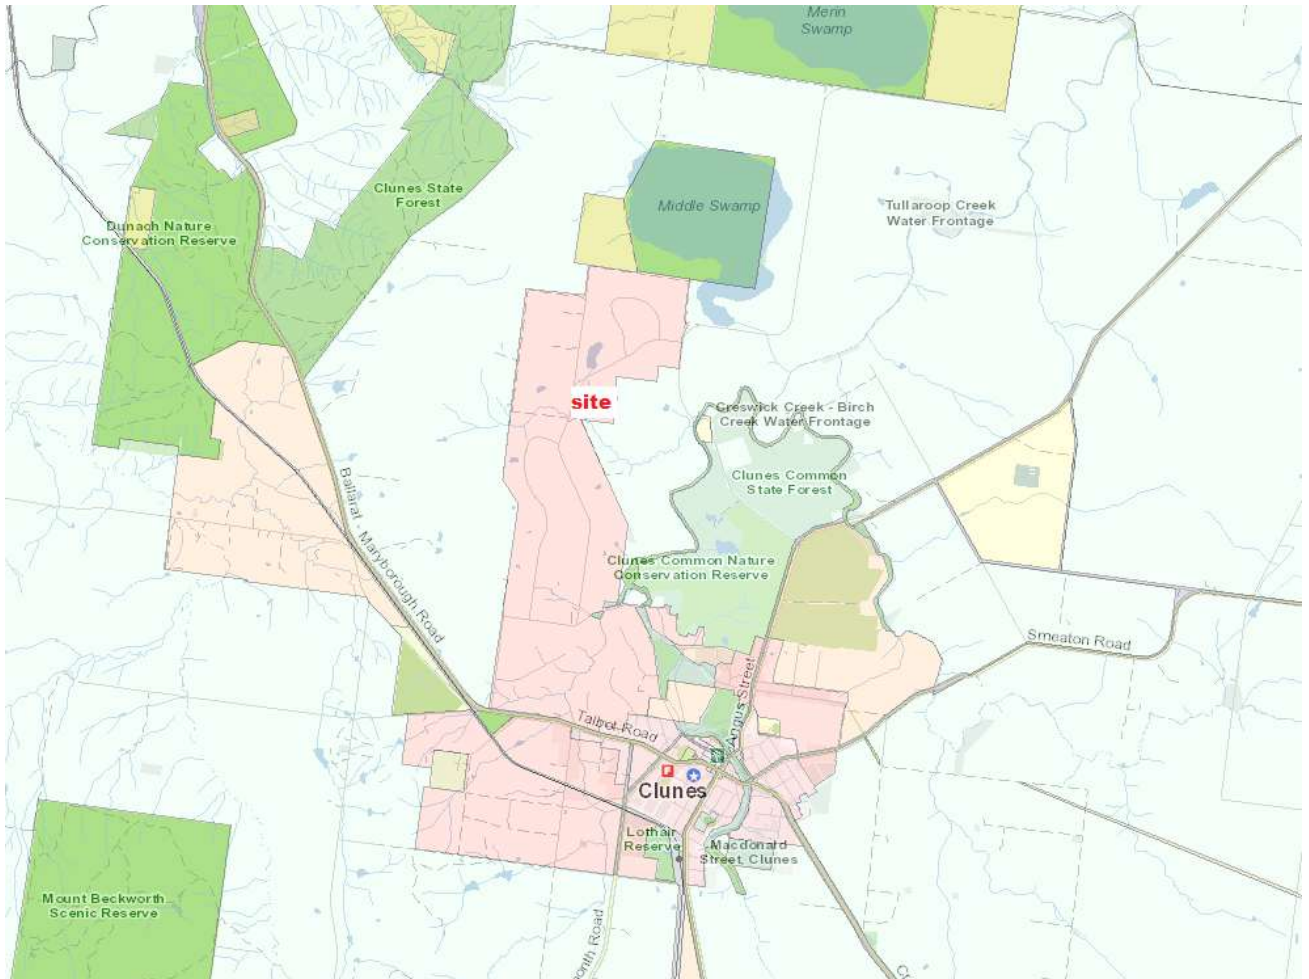 Merin
Swamp
Clunes State
Forest
Middle Swamp
Tullaroop Creek
Water Frontage
Dunach Nature
Conservation Reserve
site
Creswick Creek - Birch
Creek Water Frontage
Clunes Common
State Forest
Ballarat - Maryborough Road
Clunes Common Nature
Conservation Reserve
Smeaton Road
Angus Street
Talbot Road
Clunes
Lothair
Reserve
Macdonald
Street, Clunes
Mount Beckworth
Scenic Reserve
Road